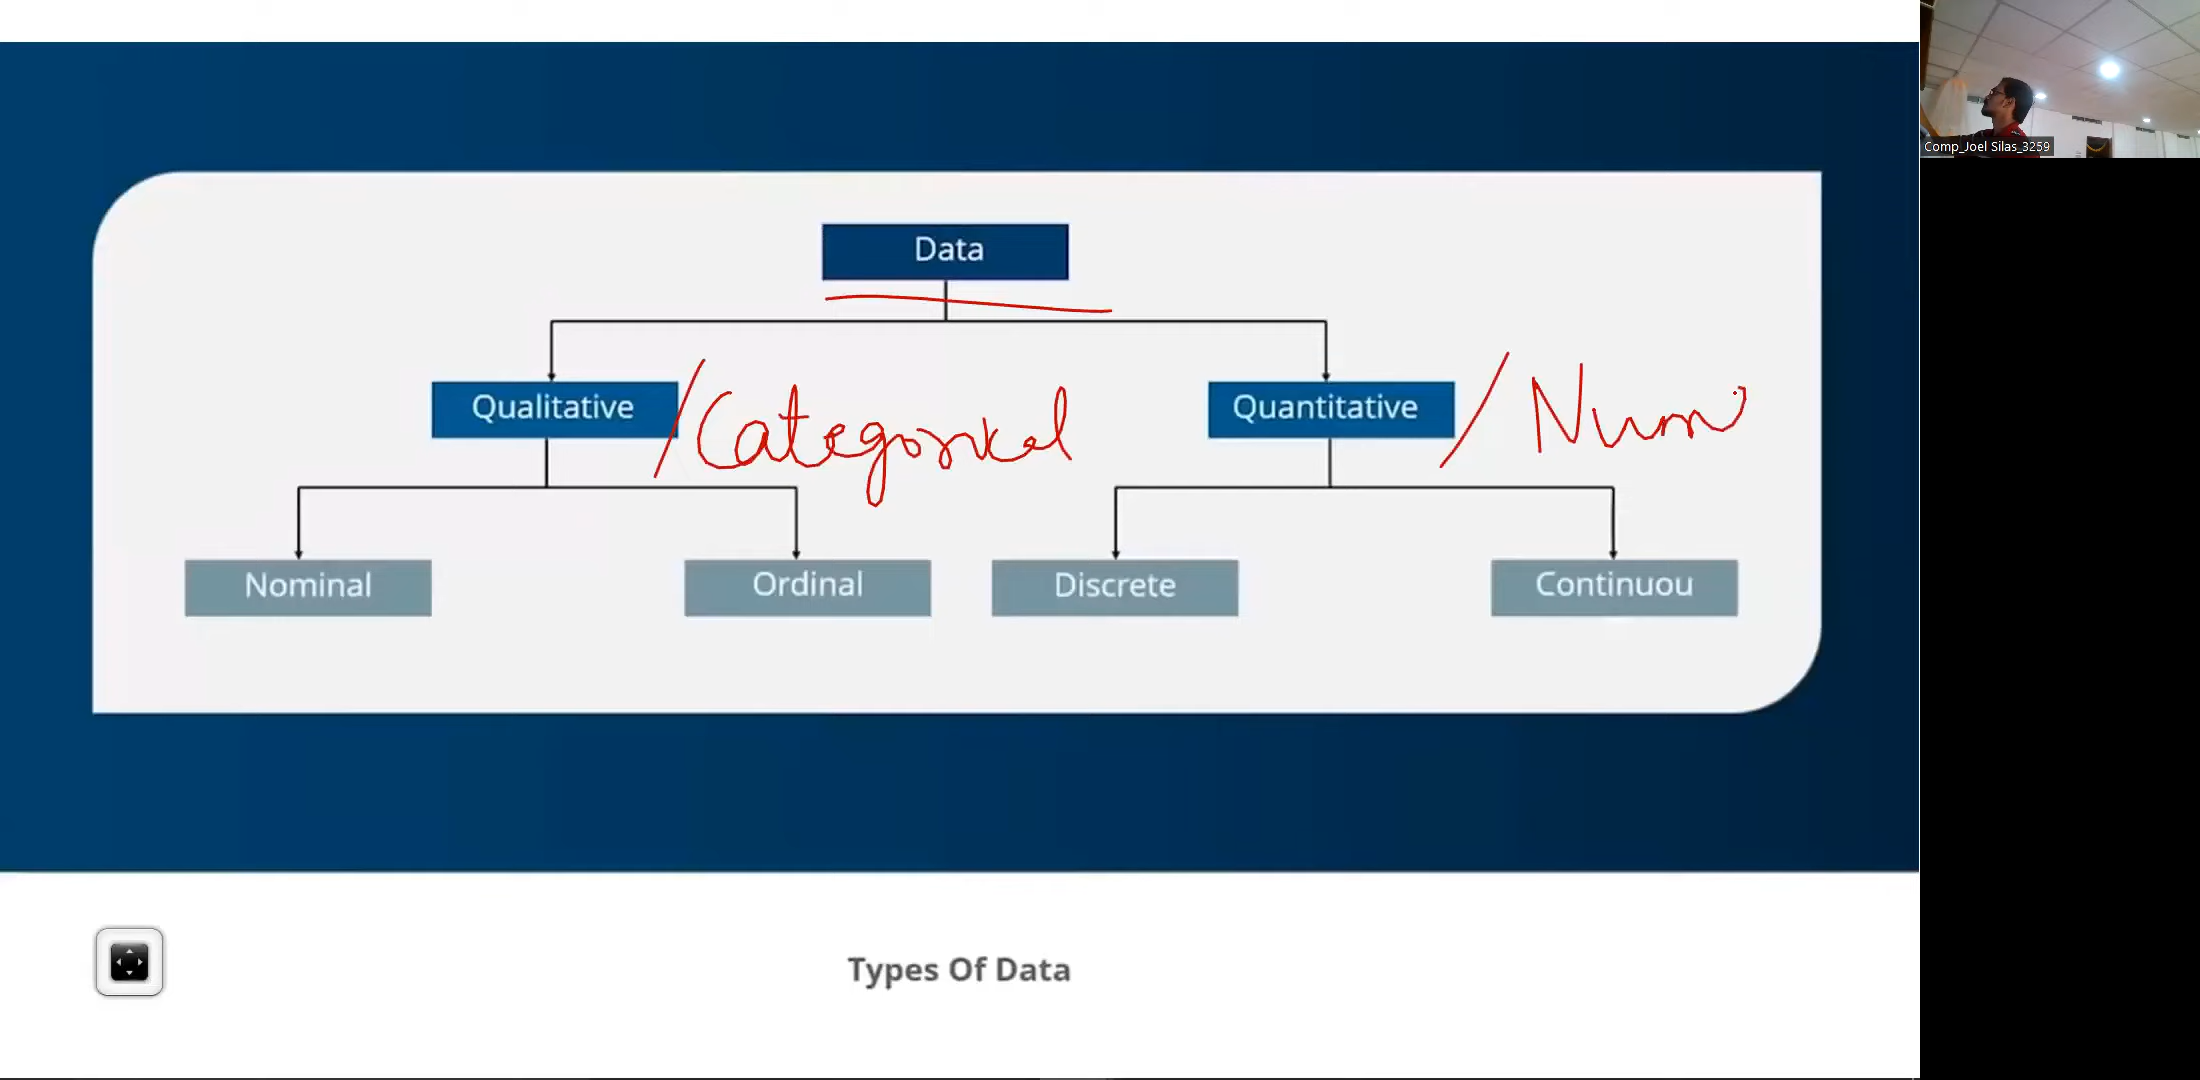 Comp_Joel Silas_3259
Data
Qualitative /Categorical Quantitative / Num
Nominal Ordinal Discrete Continuou
Types Of Data